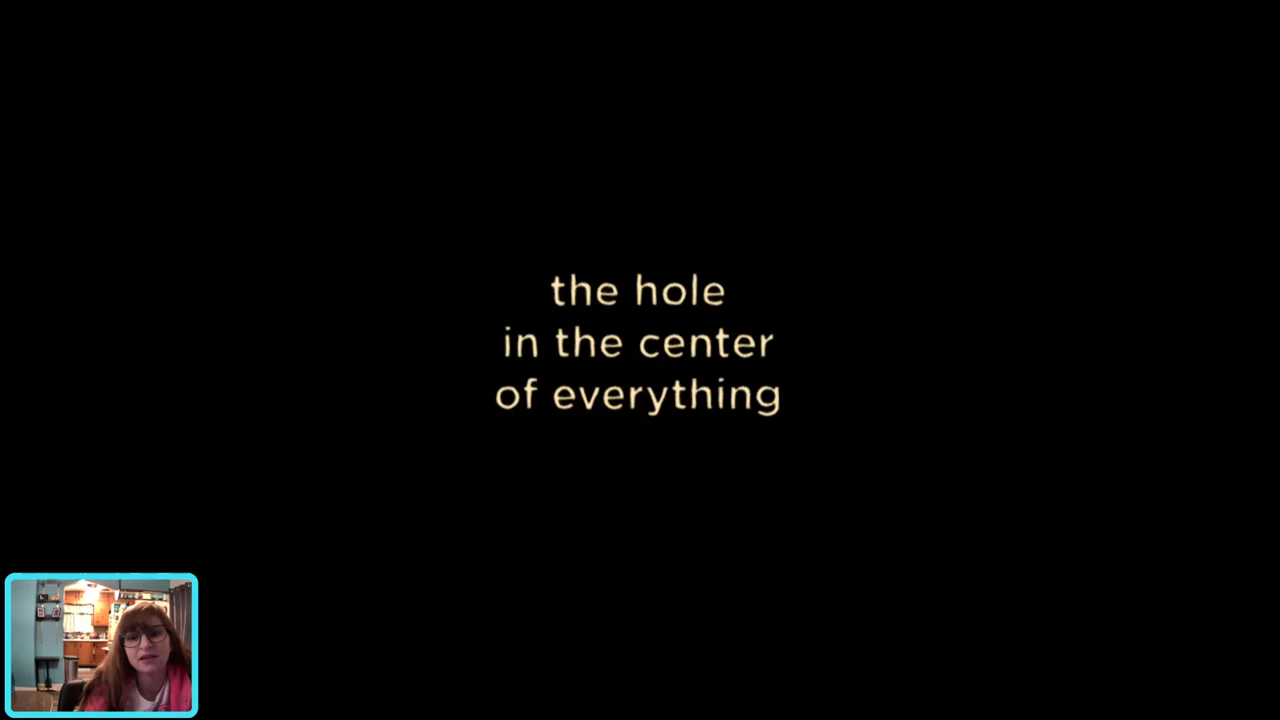 the hole
in the center
of everything